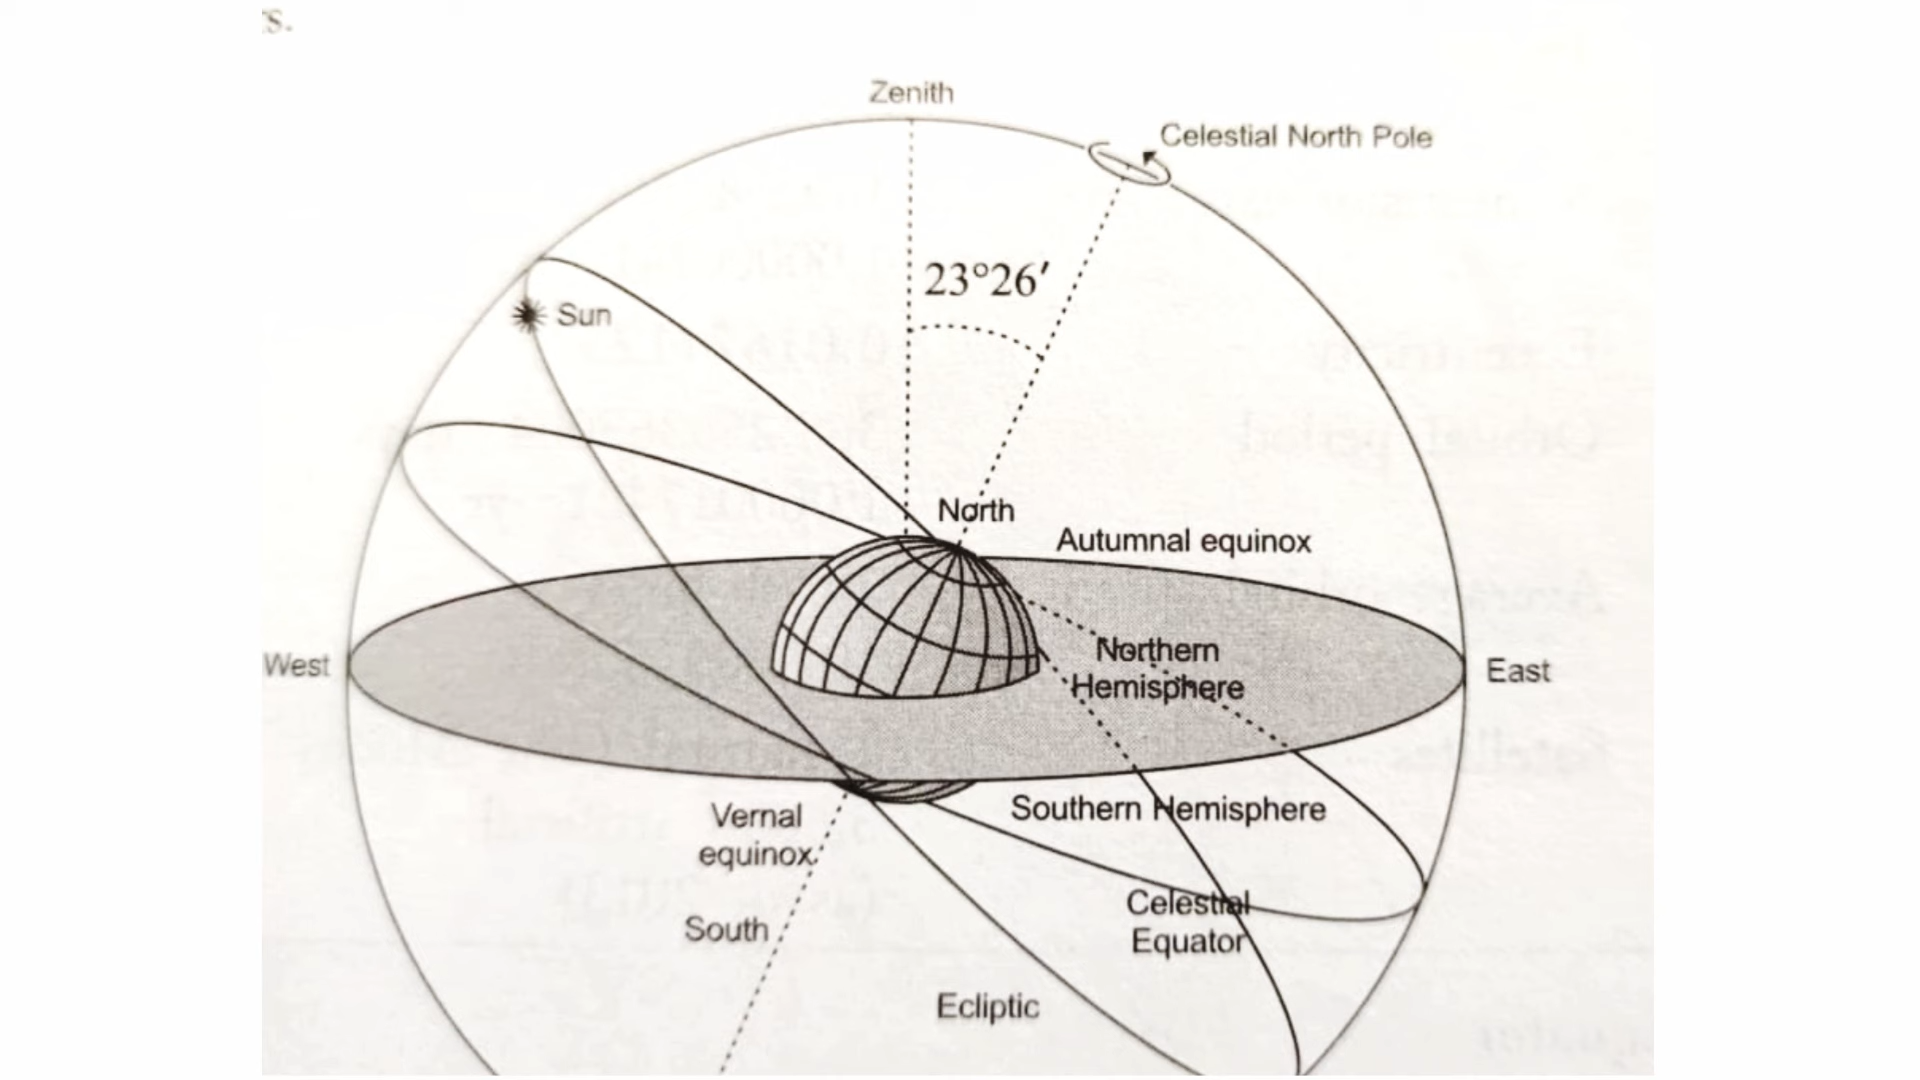 s.
Zenith
Celestial North Pole
23°26′
Sun
North
Autumnal equinox
West
Northern
Hemisphere
East
Vernal
equinox
Southern Hemisphere
South
Celestial
Equator
Ecliptic